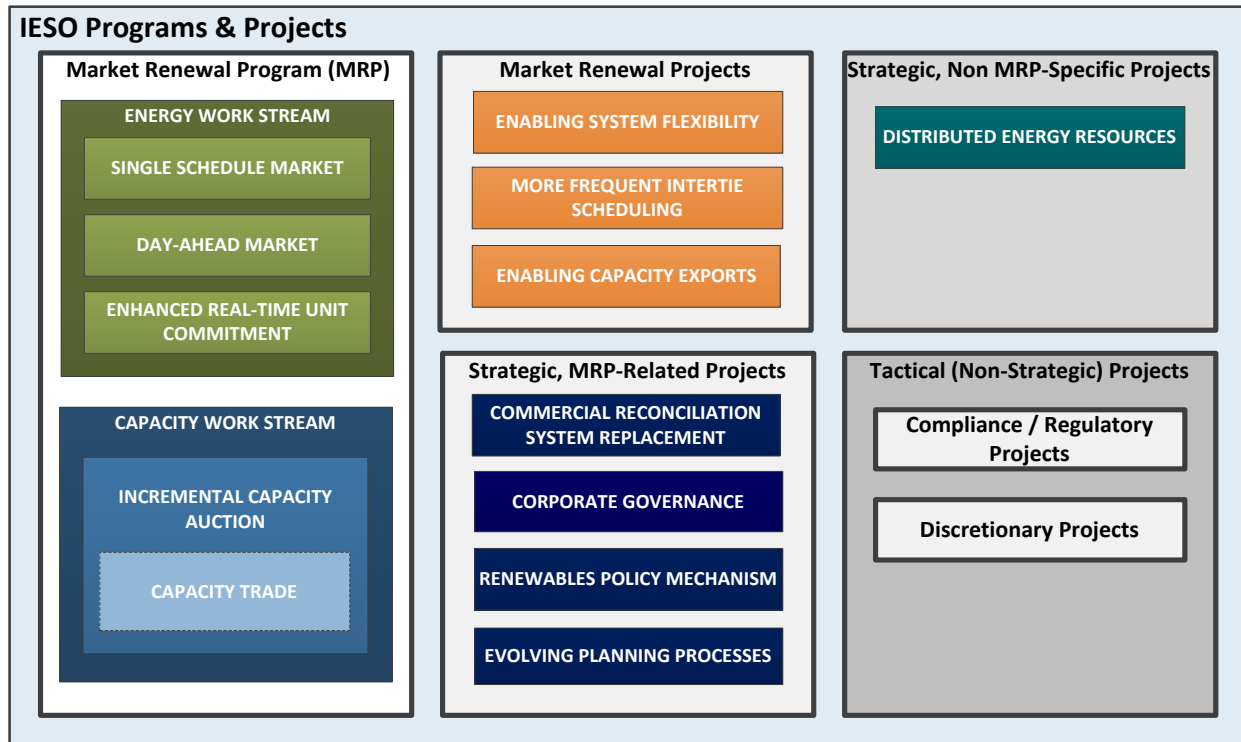 IESO Programs & Projects
Market Renewal Program (MRP)
ENERGY WORK STREAM
SINGLE SCHEDULE MARKET
DAY-AHEAD MARKET
ENHANCED REAL-TIME UNIT
COMMITMENT
CAPACITY WORK STREAM
INCREMENTAL CAPACITY
AUCTION
CAPACITY TRADE
Market Renewal Projects
ENABLING SYSTEM FLEXIBILITY
MORE FREQUENT INTERTIE
SCHEDULING
ENABLING CAPACITY EXPORTS
Strategic, MRP-Related Projects
COMMERCIAL RECONCILIATION
SYSTEM REPLACEMENT
CORPORATE GOVERNANCE
RENEWABLES POLICY MECHANISM
EVOLVING PLANNING PROCESSES
Strategic, Non MRP-Specific Projects
DISTRIBUTED ENERGY RESOURCES
Tactical (Non-Strategic) Projects
Compliance / Regulatory
Projects
Discretionary Projects